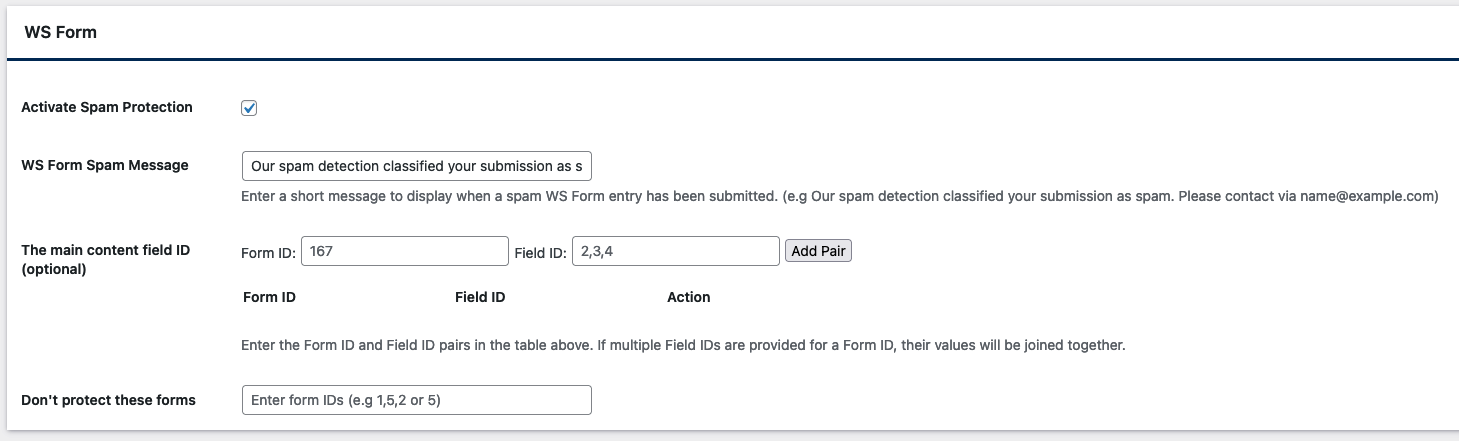 WS Form
Activate Spam Protection
WS Form Spam Message
Our spam detection classified your submission as s
Enter a short message to display when a spam WS Form entry has been submitted. (e.g Our spam detection classified your submission as spam. Please contact via name@example.com)
The main content field ID
(optional)
Form ID: 167 Field ID: 2,3,4 Add Pair
Form ID Field ID Action
Enter the Form ID and Field ID pairs in the table above. If multiple Field IDs are provided for a Form ID, their values will be joined together.
Don't protect these forms
Enter form IDs (e.g 1,5,2 or 5)